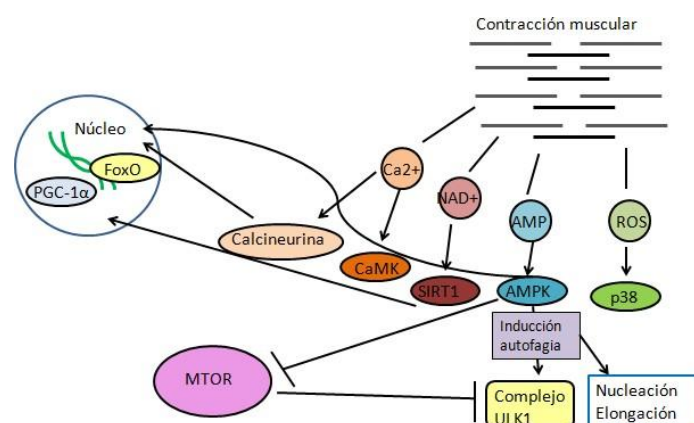 Contracción muscular
Núcleo
FoxO
PGC-1α
Ca2+
NAD+
AMP
ROS
Calcineurina
CaMK
SIRT1
AMPK
p38
Inducción
autofagia
MTOR
Complejo
ULK1
Nucleación
Elongación